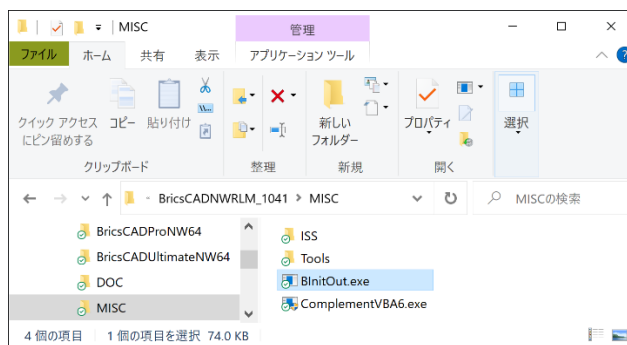 MISC
管理
ファイル
ホーム
共有
表示
アプリケーション ツール
クイック アクセス
にピン留めする
コピー
貼り付け
新しい
フォルダー
プロパティ
選択
クリップボード
整理
新規
開く
BricsCADNWRLM_1041 > MISC
MISCの検索
BricsCADProNW64
BricsCADUltimateNW64
DOC
MISC
ISS
Tools
BInitOut.exe
ComplementVBA6.exe
4 個の項目
1 個の項目を選択 74.0 KB